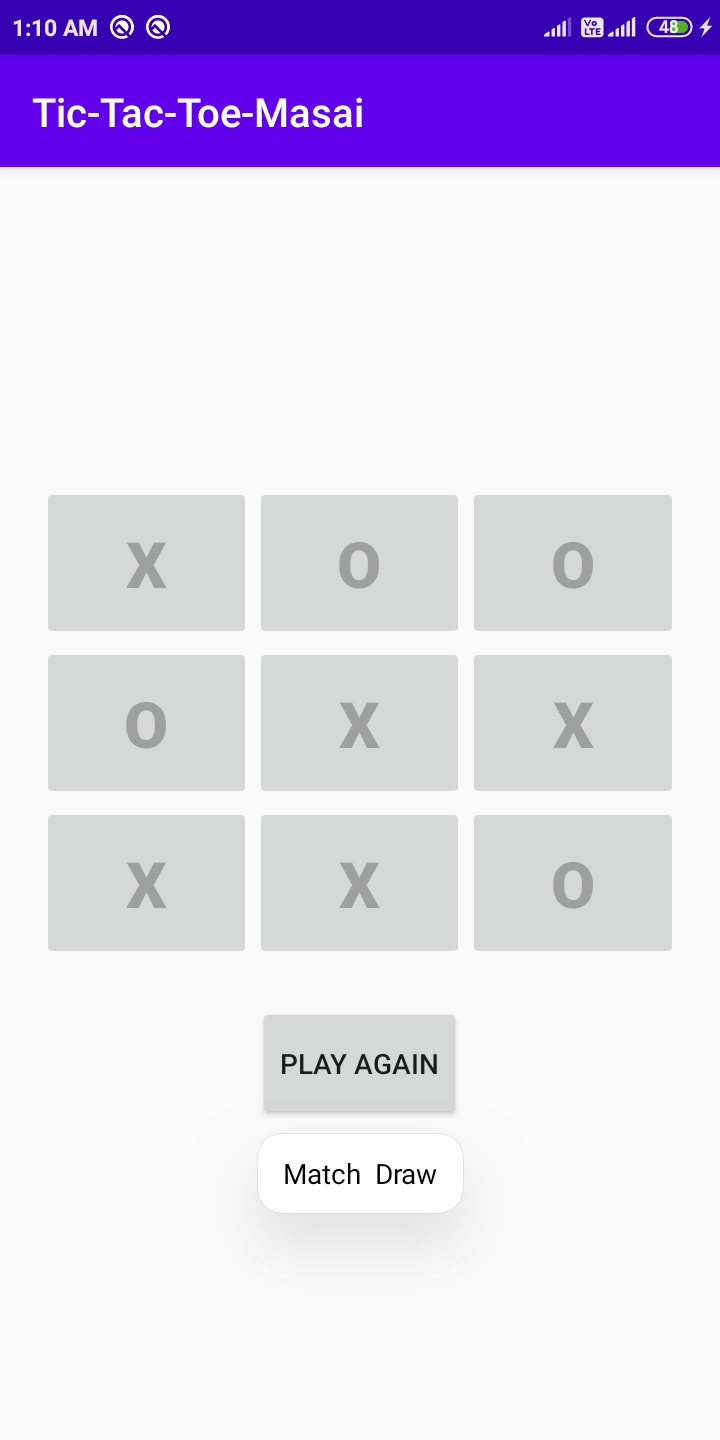 1:10 AM Vo LTE 48
Tic-Tac-Toe-Masai
X O O
O X X
X X O
PLAY AGAIN
Match Draw